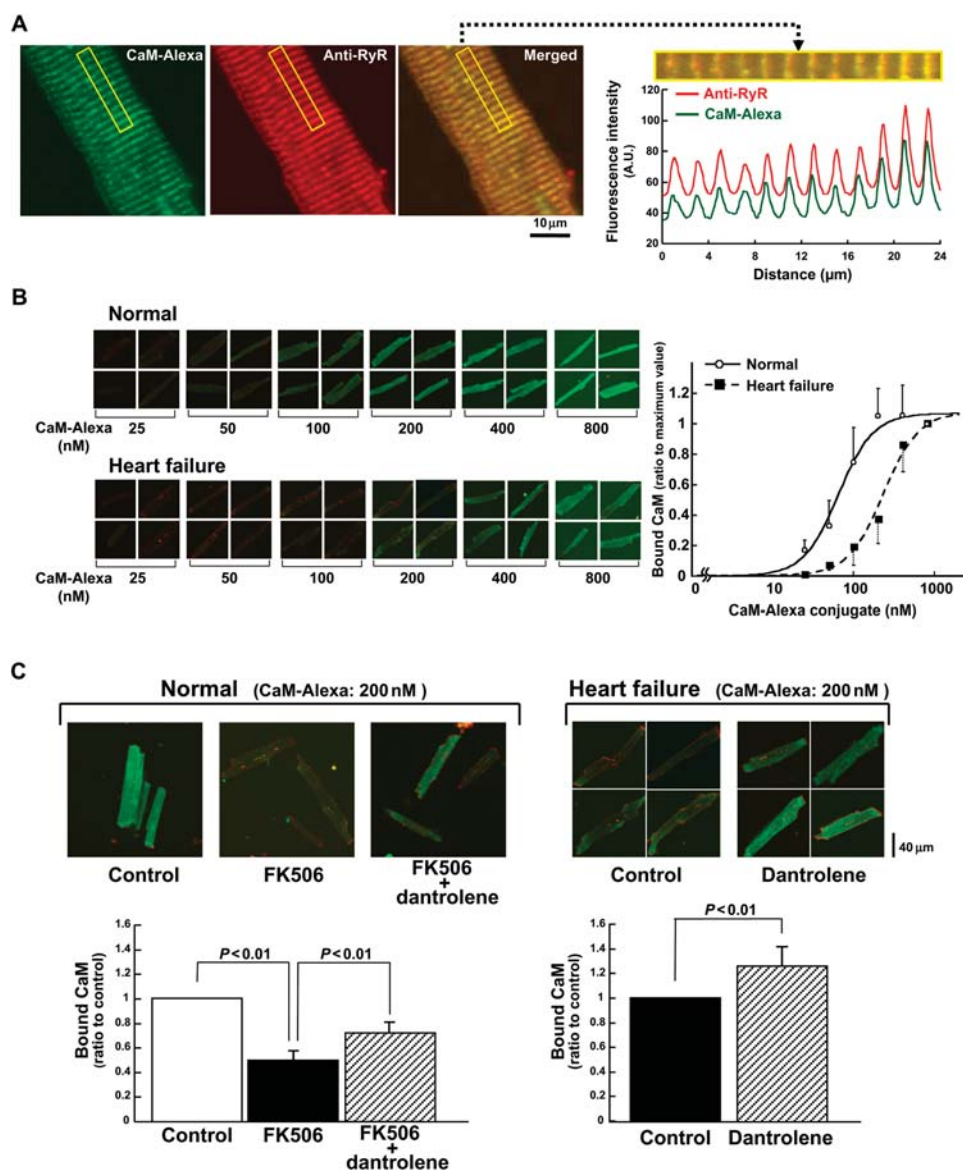 A
CaM-Alexa
Anti-RyR
Merged
10 μm
Anti-RyR
CaM-Alexa
Fluorescence intensity
(A.U.)
120
100
80
60
40
20
0 4 8 12 16 20 24
Distance (μm)
B
Normal
CaM-Alexa
(nM)
25 50 100 200 400 800
Heart failure
CaM-Alexa
(nM)
25 50 100 200 400 800
Normal
Heart failure
Bound CaM (ratio to maximum value)
1.2
1
0.8
0.6
0.4
0.2
0
0 10 100 1000
CaM-Alexa conjugate (nM)
C
Normal (CaM-Alexa: 200 nM )
Control
FK506
FK506
+
dantrolene
Heart failure (CaM-Alexa: 200 nM )
Control
Dantrolene
40 μm
Bound CaM
(ratio to control)
1.6
1.4
1.2
1
0.8
0.6
0.4
0.2
0
P < 0.01
P < 0.01
Control
FK506
FK506
+
dantrolene
Bound CaM
(ratio to control)
1.6
1.4
1.2
1
0.8
0.6
0.4
0.2
0
P < 0.01
Control
Dantrolene